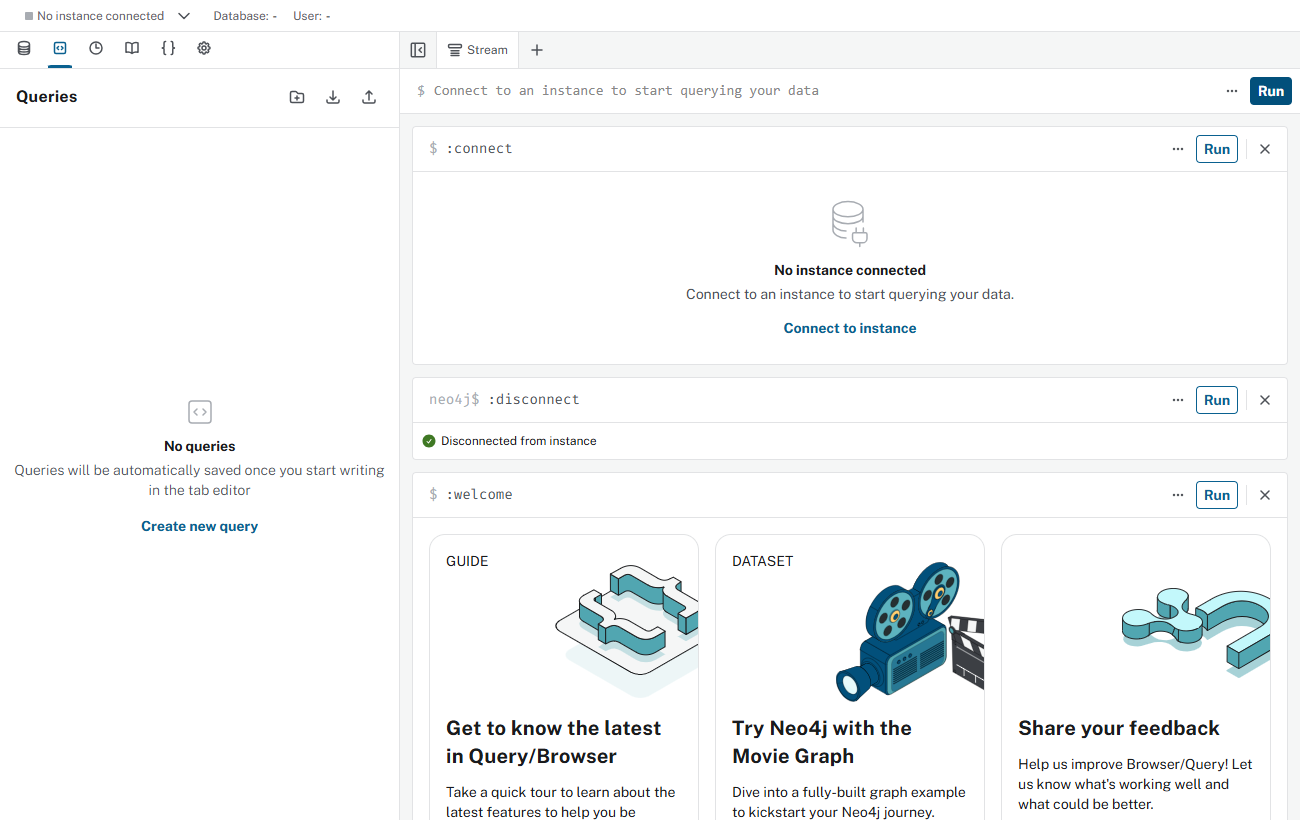 No instance connected Database: - User: -
Stream
Queries
$ Connect to an instance to start querying your data
Run
$ :connect
Run
No instance connected
Connect to an instance to start querying your data.
Connect to instance
neo4j$ :disconnect
Run
Disconnected from instance
No queries
Queries will be automatically saved once you start writing
in the tab editor
Create new query
$ :welcome
Run
GUIDE
Get to know the latest
in Query/Browser
Take a quick tour to learn about the
latest features to help you be
DATASET
Try Neo4j with the
Movie Graph
Dive into a fully-built graph example
to kickstart your Neo4j journey.
Share your feedback
Help us improve Browser/Query! Let
us know what's working well and
what could be better.